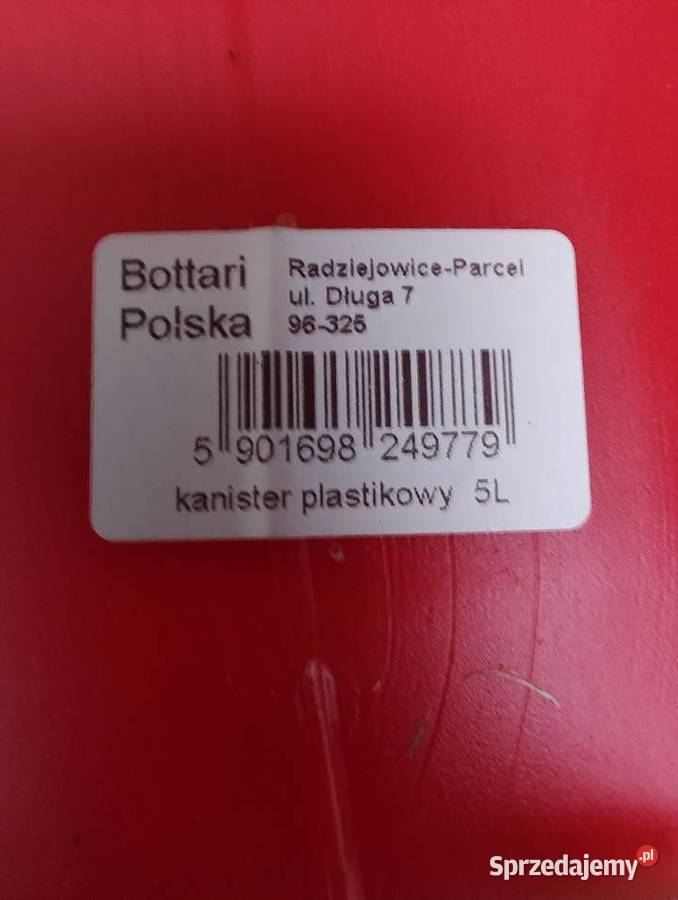 Bottari
Polska
Radziejowice-Parcel
ul. Długa 7
96-325
5 901698 249779
kanister plastikowy 5L
Sprzedajemy.pl